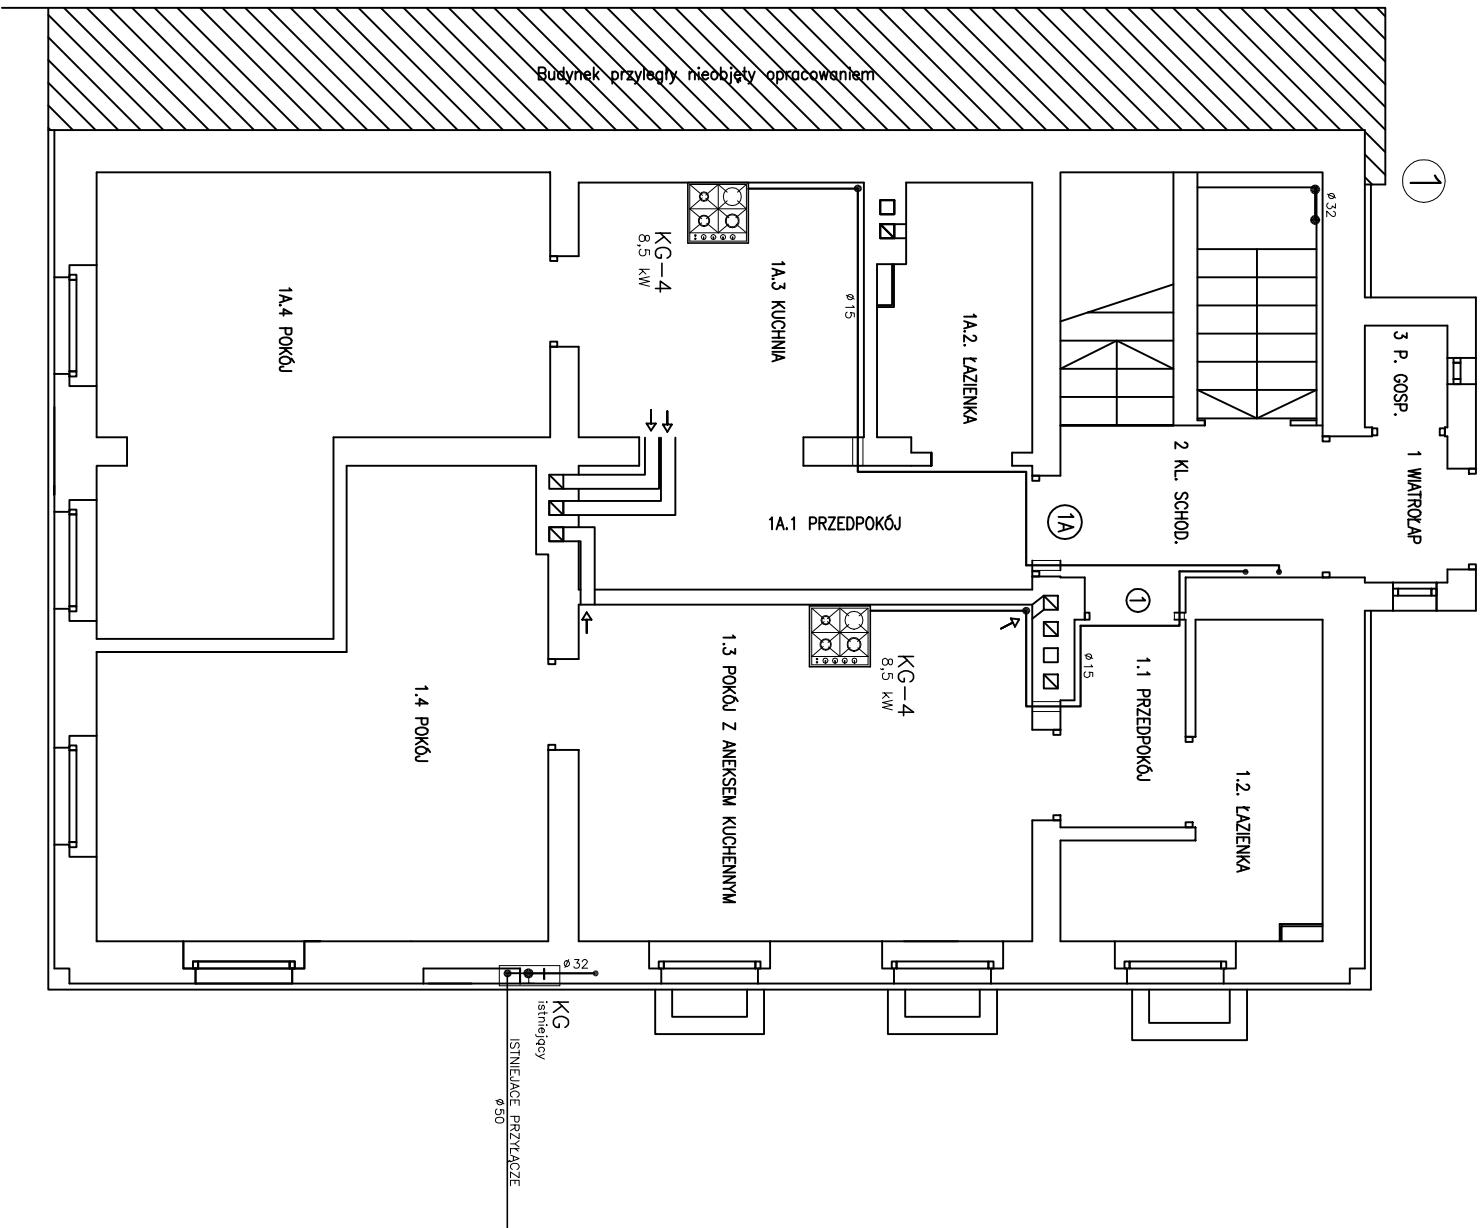 Budynek przyległy nieobjęty opracowaniem
1
ø32
3 P. GOSP.
1 WIATROŁAP
2 KL. SCHOD.
1A.2. ŁAZIENKA
1A.3 KUCHNIA
ø15
KG-4
8,5 kW
1A.4 POKÓJ
1A.1 PRZEDPOKÓJ
1A
1
1.1 PRZEDPOKÓJ
ø15
1.2. ŁAZIENKA
KG-4
8,5 kW
1.3 POKÓJ Z ANEKSEM KUCHENNYM
1.4 POKÓJ
ø32
KG
istniejący
ISTNIEJACE PRZYŁĄCZE
ø50